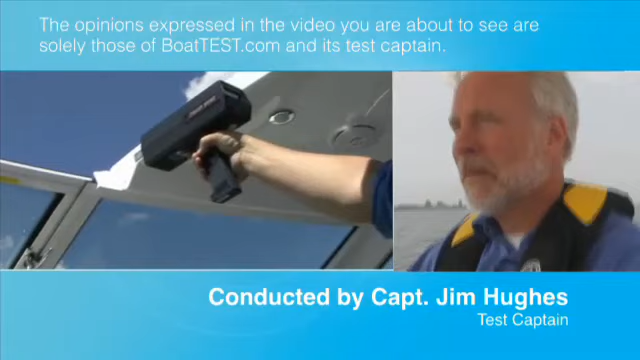 The opinions expressed in the video you are about to see are
solely those of BoatTEST.com and its test captain.
Conducted by Capt. Jim Hughes
Test Captain